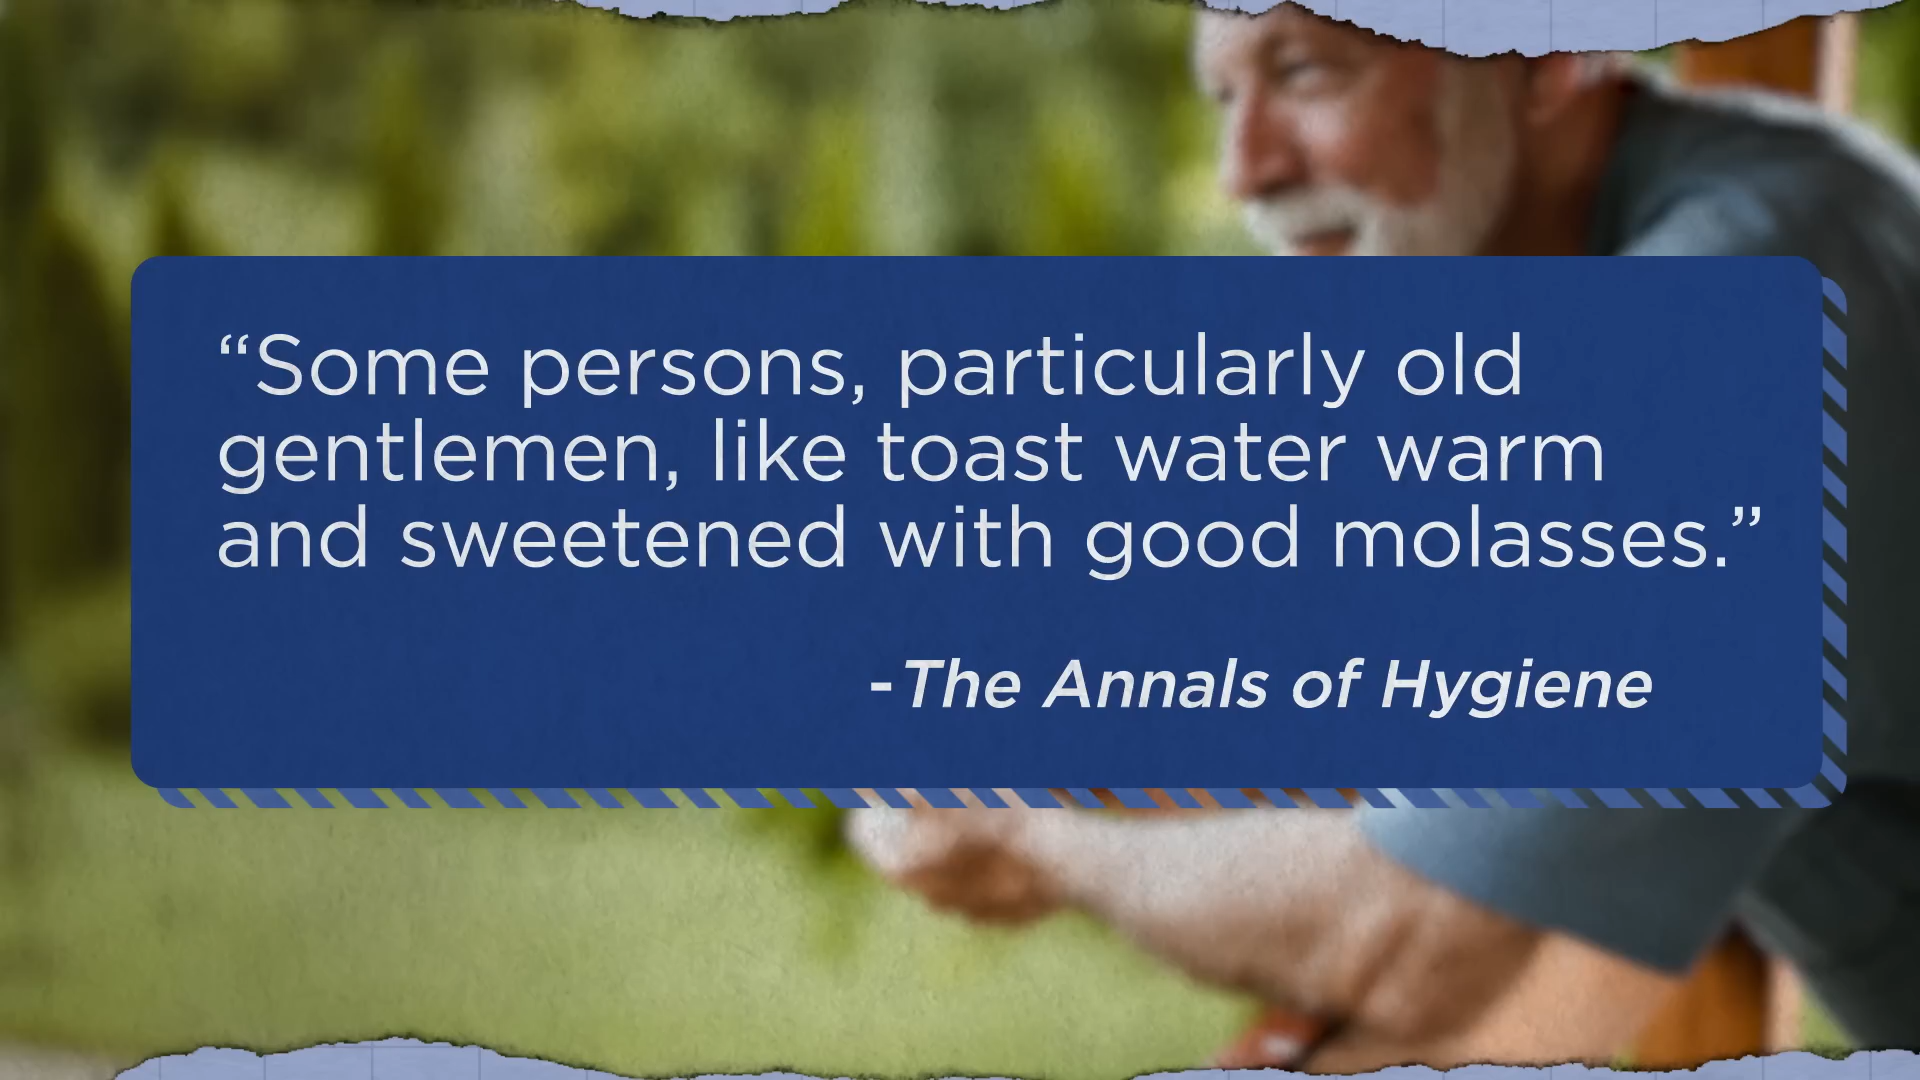 “Some persons, particularly old
gentlemen, like toast water warm
and sweetened with good molasses.”
-The Annals of Hygiene